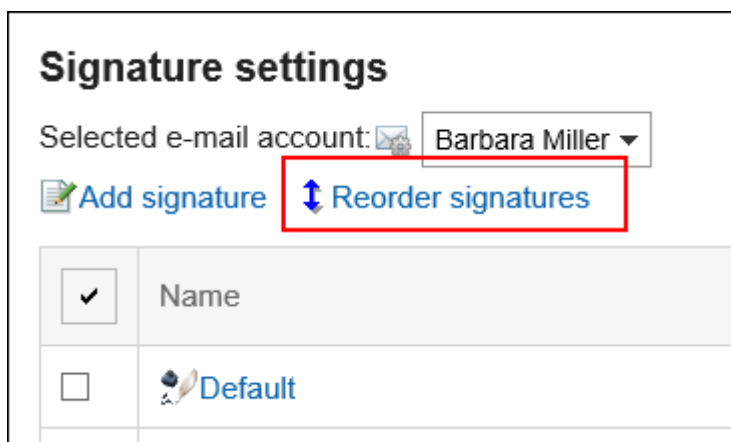 Signature settings
Selected e-mail account: Barbara Miller
Add signature Reorder signatures
Name
Default